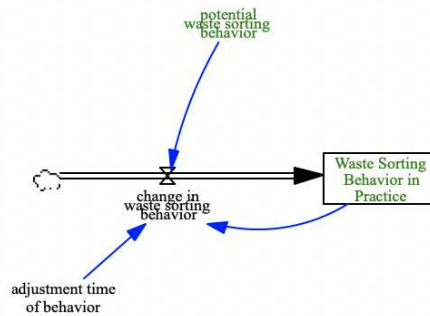 potential
waste sorting
behavior
Waste Sorting
Behavior in
Practice
change in
waste sorting
behavior
adjustment time
of behavior